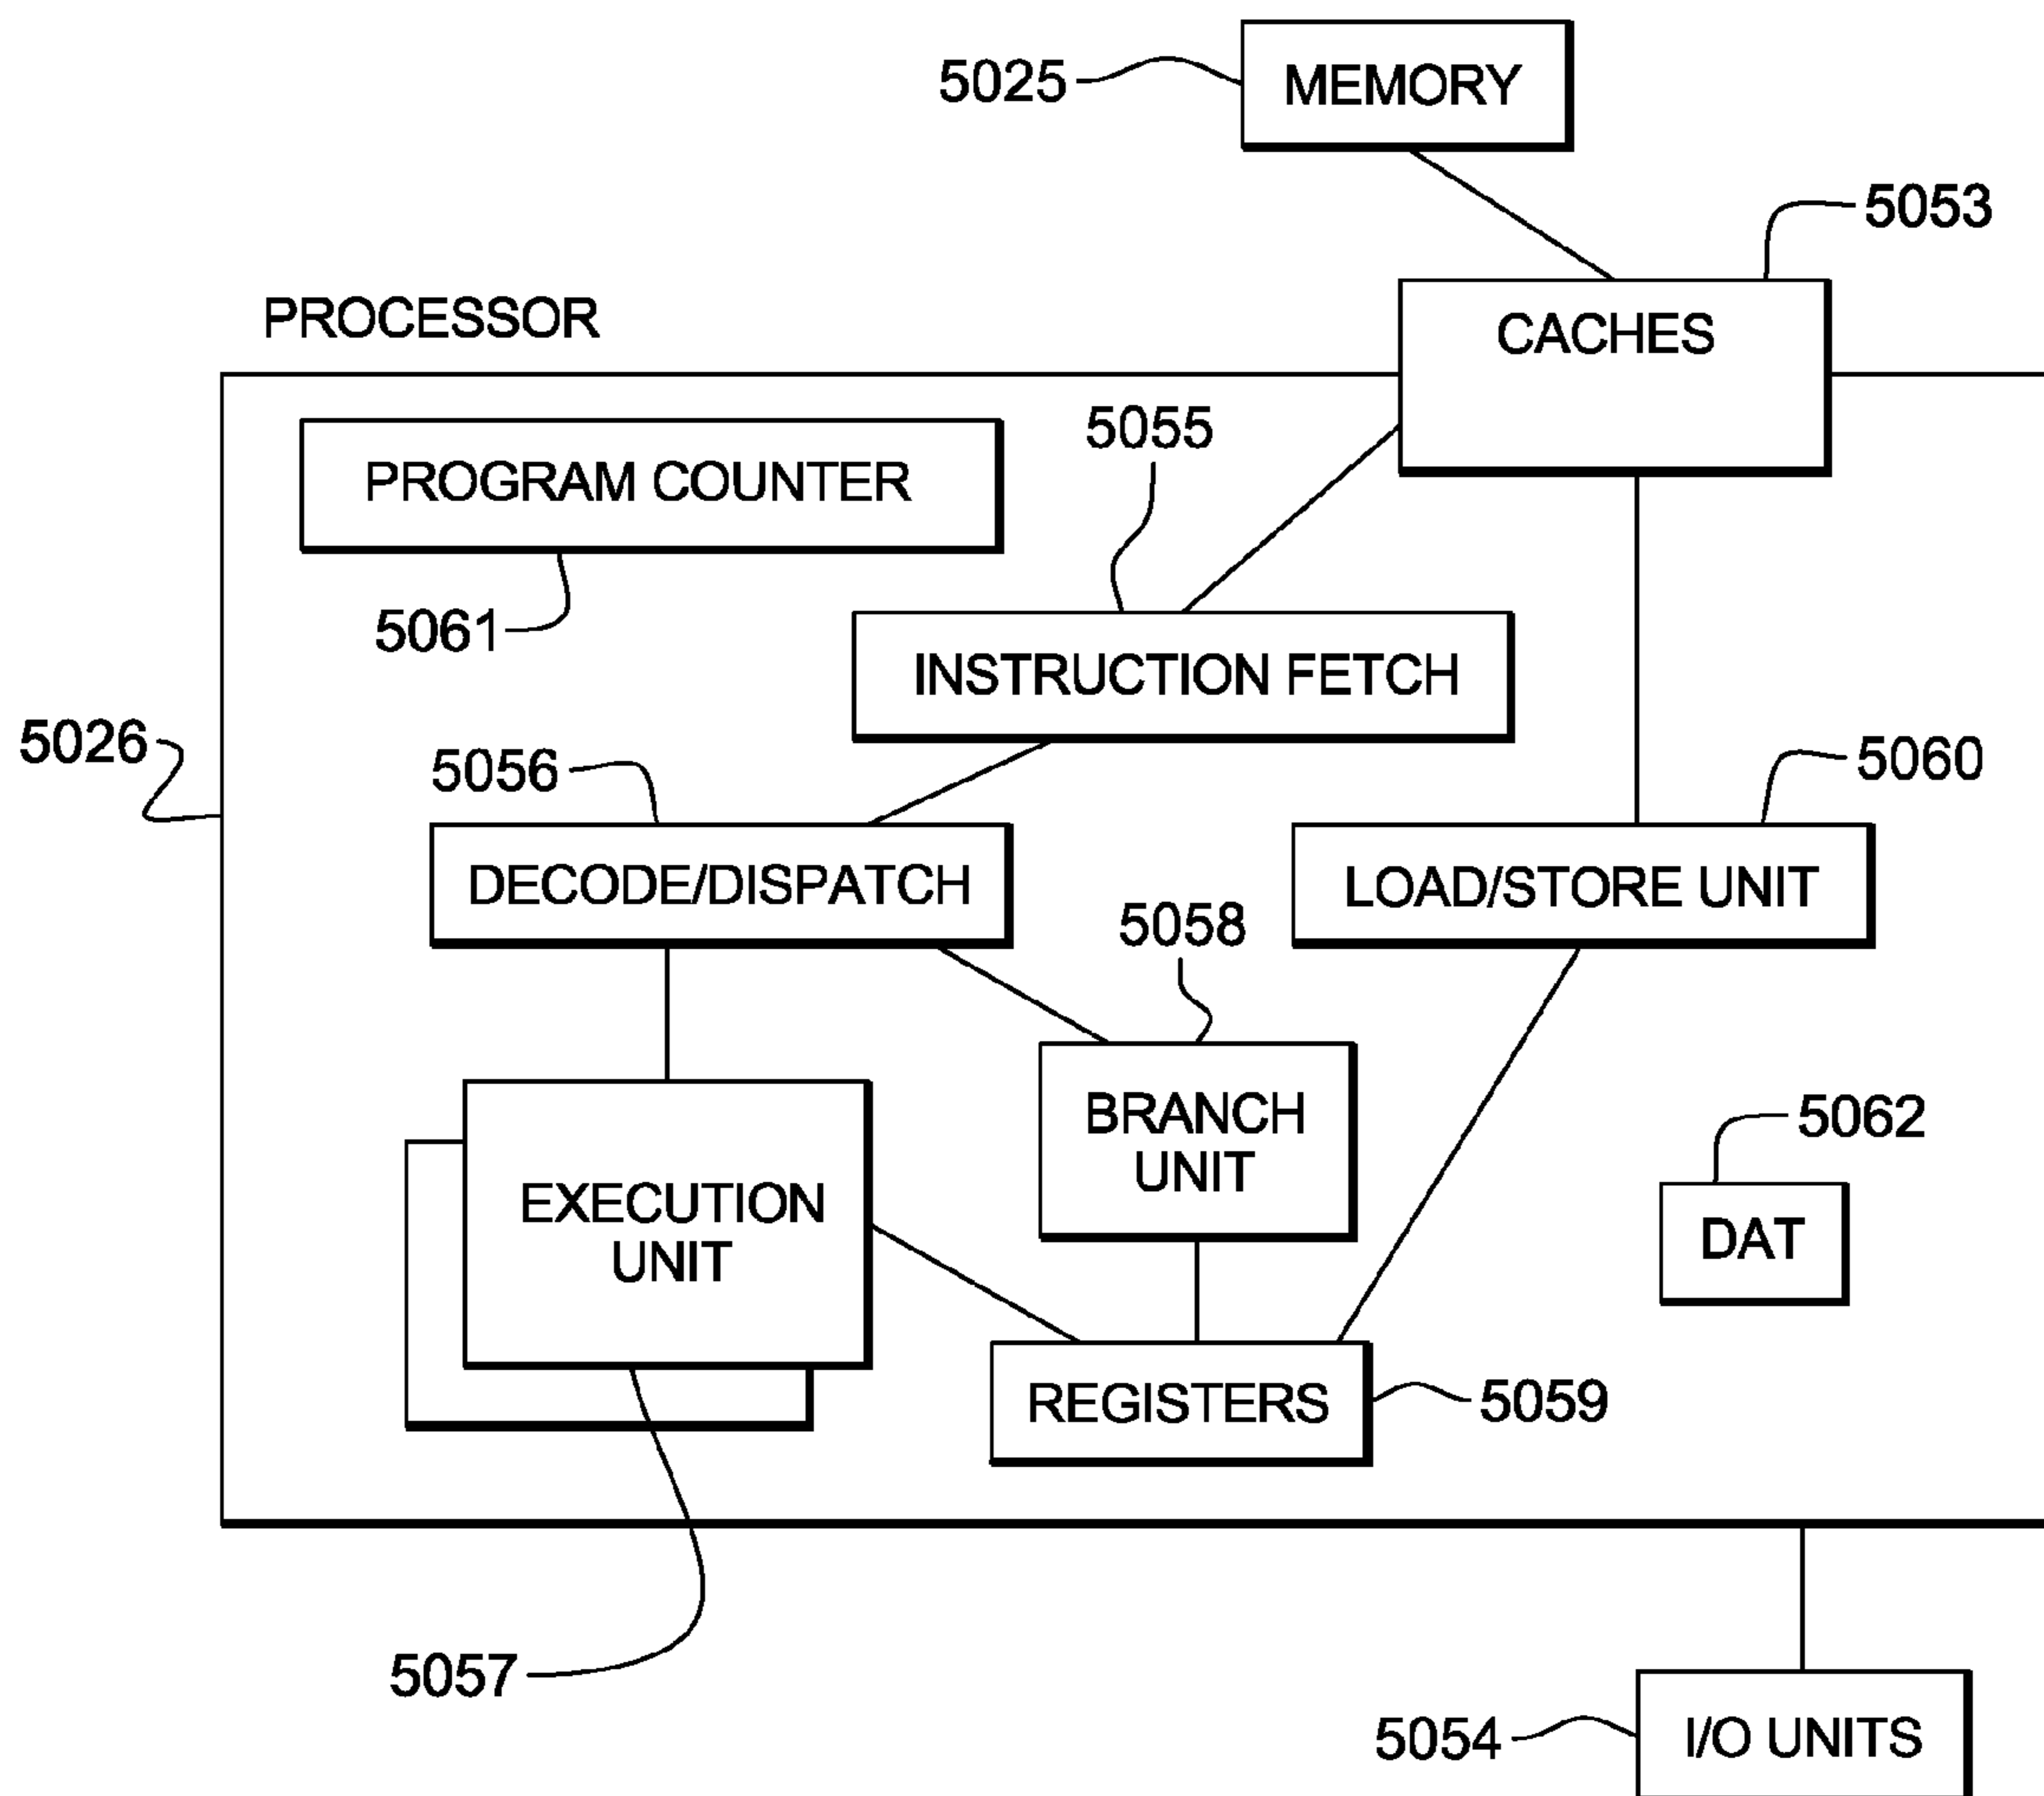 5025
MEMORY
5053
PROCESSOR
CACHES
5055
PROGRAM COUNTER
5061
INSTRUCTION FETCH
5026
5056
5060
DECODE/DISPATCH
LOAD/STORE UNIT
5058
BRANCH
UNIT
5062
EXECUTION
UNIT
DAT
REGISTERS
5059
5057
5054
I/O UNITS